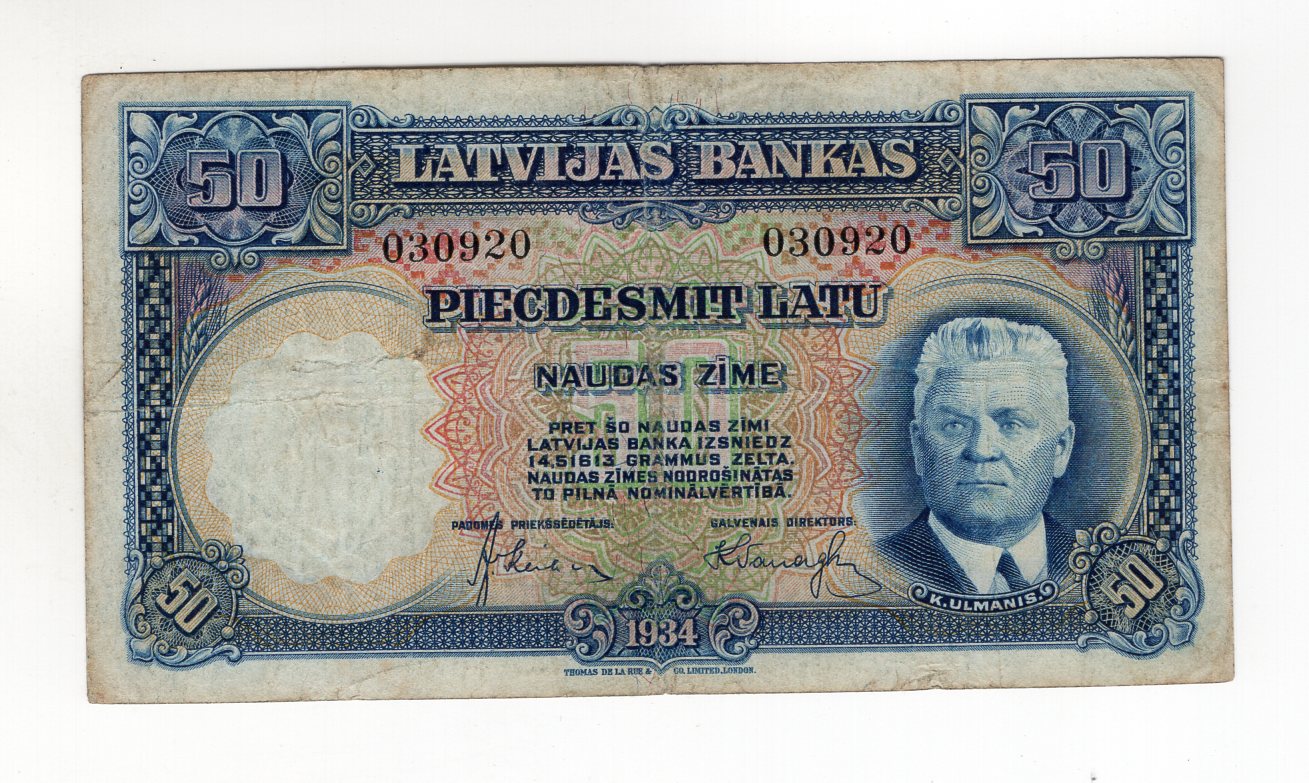 50 LATVIJAS BANKAS 50
030920 030920
PIECDESMIT LATU
50
NAUDAS ZĪME
PRET ŠO NAUDAS ZĪMI
LATVIJAS BANKA IZSNIEDZ
14,51613 GRAMMUS ZELTA.
NAUDAS ZĪMES NODROŠINĀTAS
TO PILNĀ NOMINĀLVĒRTĪBĀ.
PADOMES PRIEKŠSĒDĒTĀJS: GALVENAIS DIREKTORS:
K.ULMANIS.
50 1934 50
THOMAS DE LA RUE & CO. LIMITED, LONDON.